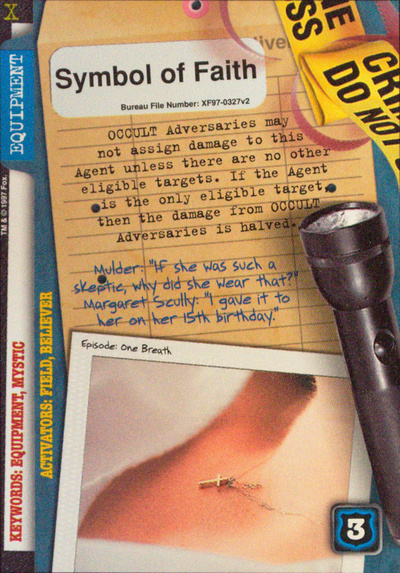 X
EQUIPMENT
TM & © 1997 Fox.
KEYWORDS: EQUIPMENT, MYSTIC
ACTIVATORS: FIELD, BELIEVER
Symbol of Faith
Bureau File Number: XF97-0327v2
OCCULT Adversaries may
not assign damage to this
Agent unless there are no other
eligible targets. If the Agent
is the only eligible target,
then the damage from OCCULT
Adversaries is halved.
Mulder: "If she was such a
skeptic, why did she wear that?"
Margaret Scully: "I gave it to
her on her 15th birthday."
Episode: One Breath
3
DO NOT